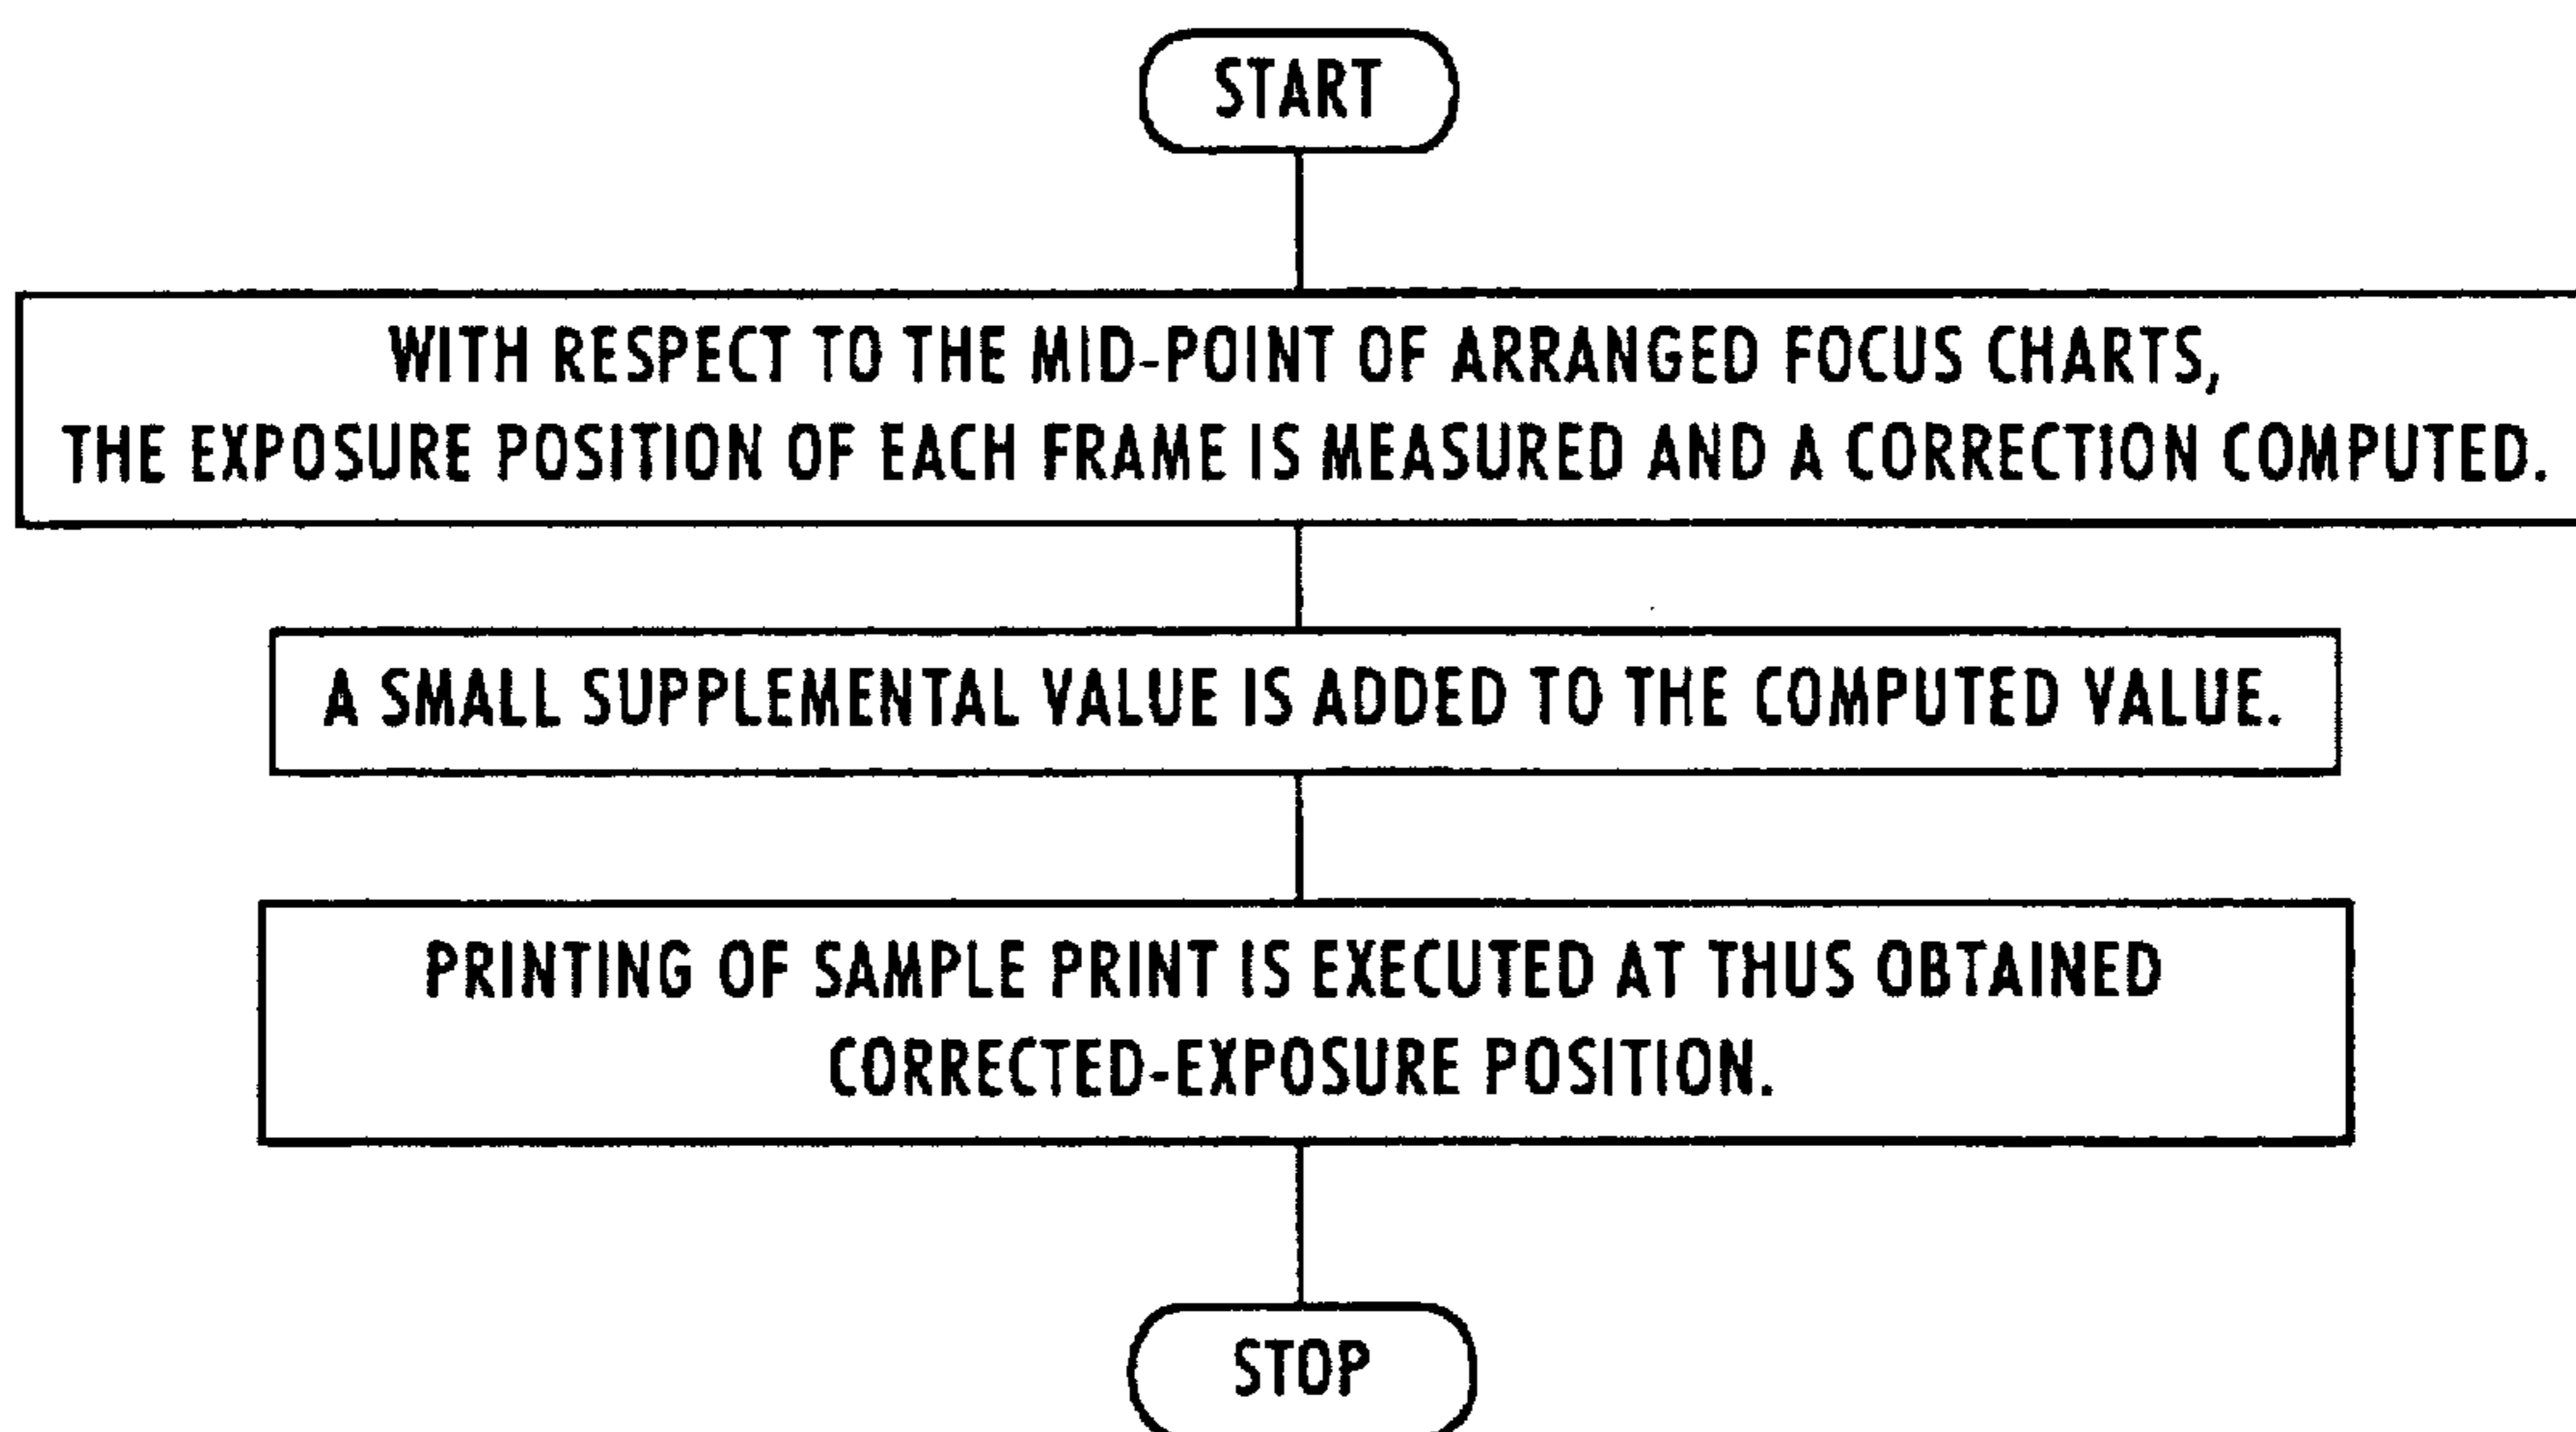 START
WITH RESPECT TO THE MID-POINT OF ARRANGED FOCUS CHARTS,
THE EXPOSURE POSITION OF EACH FRAME IS MEASURED AND A CORRECTION COMPUTED.
A SMALL SUPPLEMENTAL VALUE IS ADDED TO THE COMPUTED VALUE.
PRINTING OF SAMPLE PRINT IS EXECUTED AT THUS OBTAINED
CORRECTED-EXPOSURE POSITION.
STOP